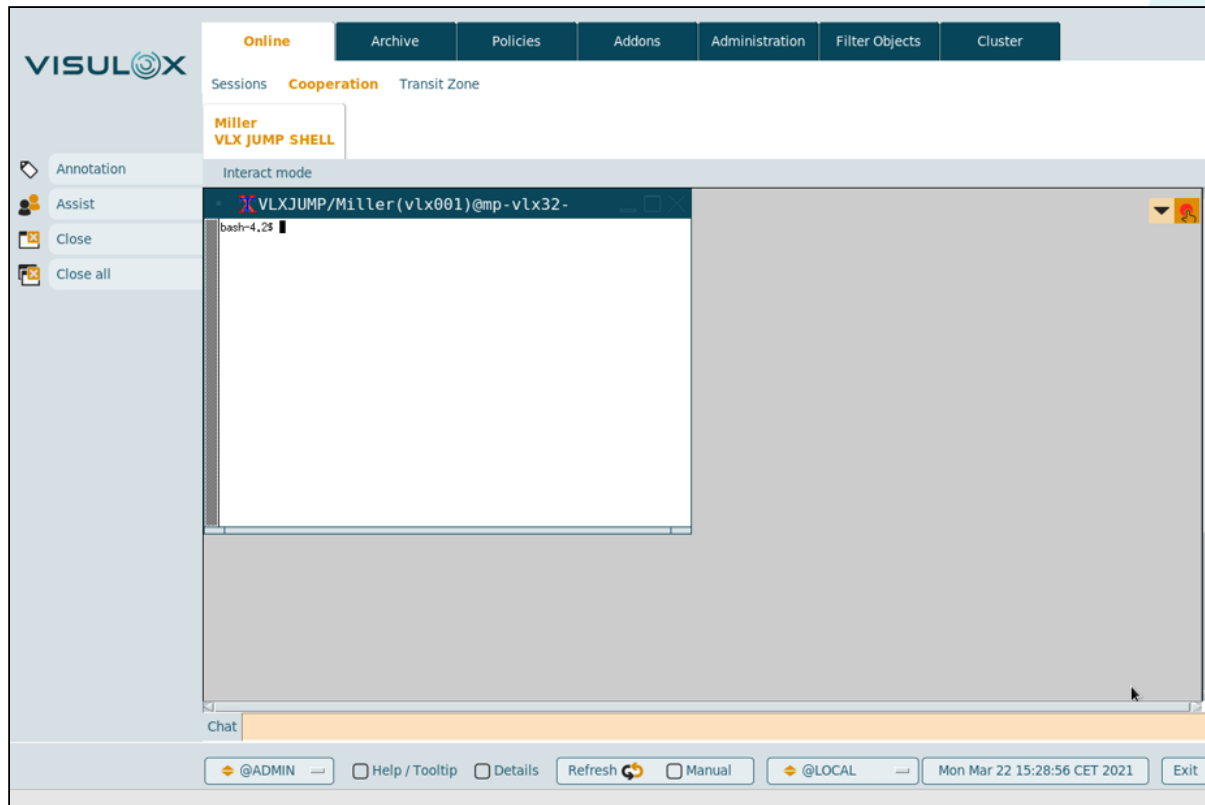 VISULOX
Online Archive Policies Addons Administration Filter Objects Cluster
Sessions Cooperation Transit Zone
Miller
VLX JUMP SHELL
Annotation
Interact mode
Assist
VLXJUMP/Miller(vlx001)@mp-vlx32-
bash-4.2$
Close
Close all
Chat
@ADMIN Help / Tooltip Details Refresh Manual @LOCAL Mon Mar 22 15:28:56 CET 2021 Exit